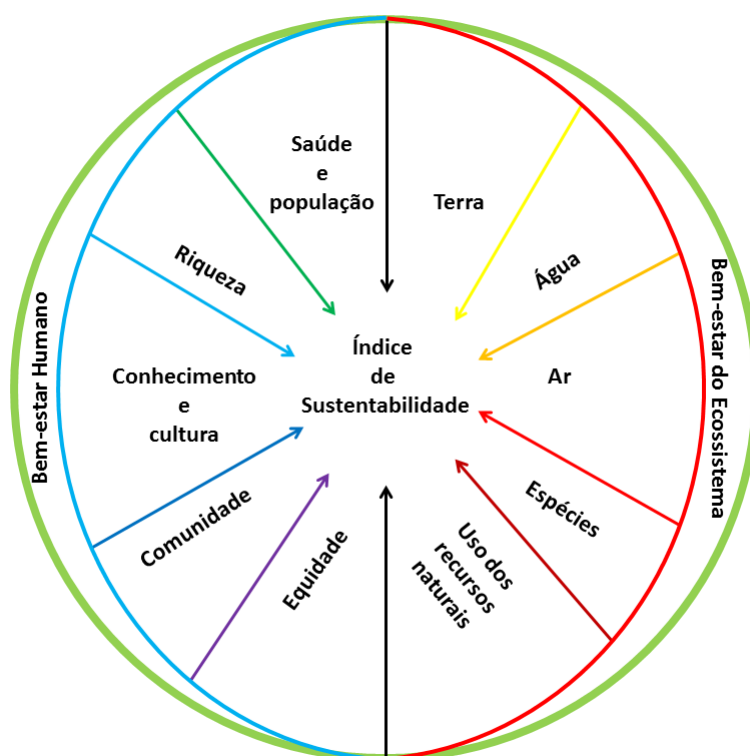 Saúde
e
população
Terra
Riqueza
Água
Bem-estar Humano
Bem-estar do Ecossistema
Índice
de
Sustentabilidade
Conhecimento
e
cultura
Ar
Comunidade
Espécies
Equidade
Uso dos
recursos
naturais